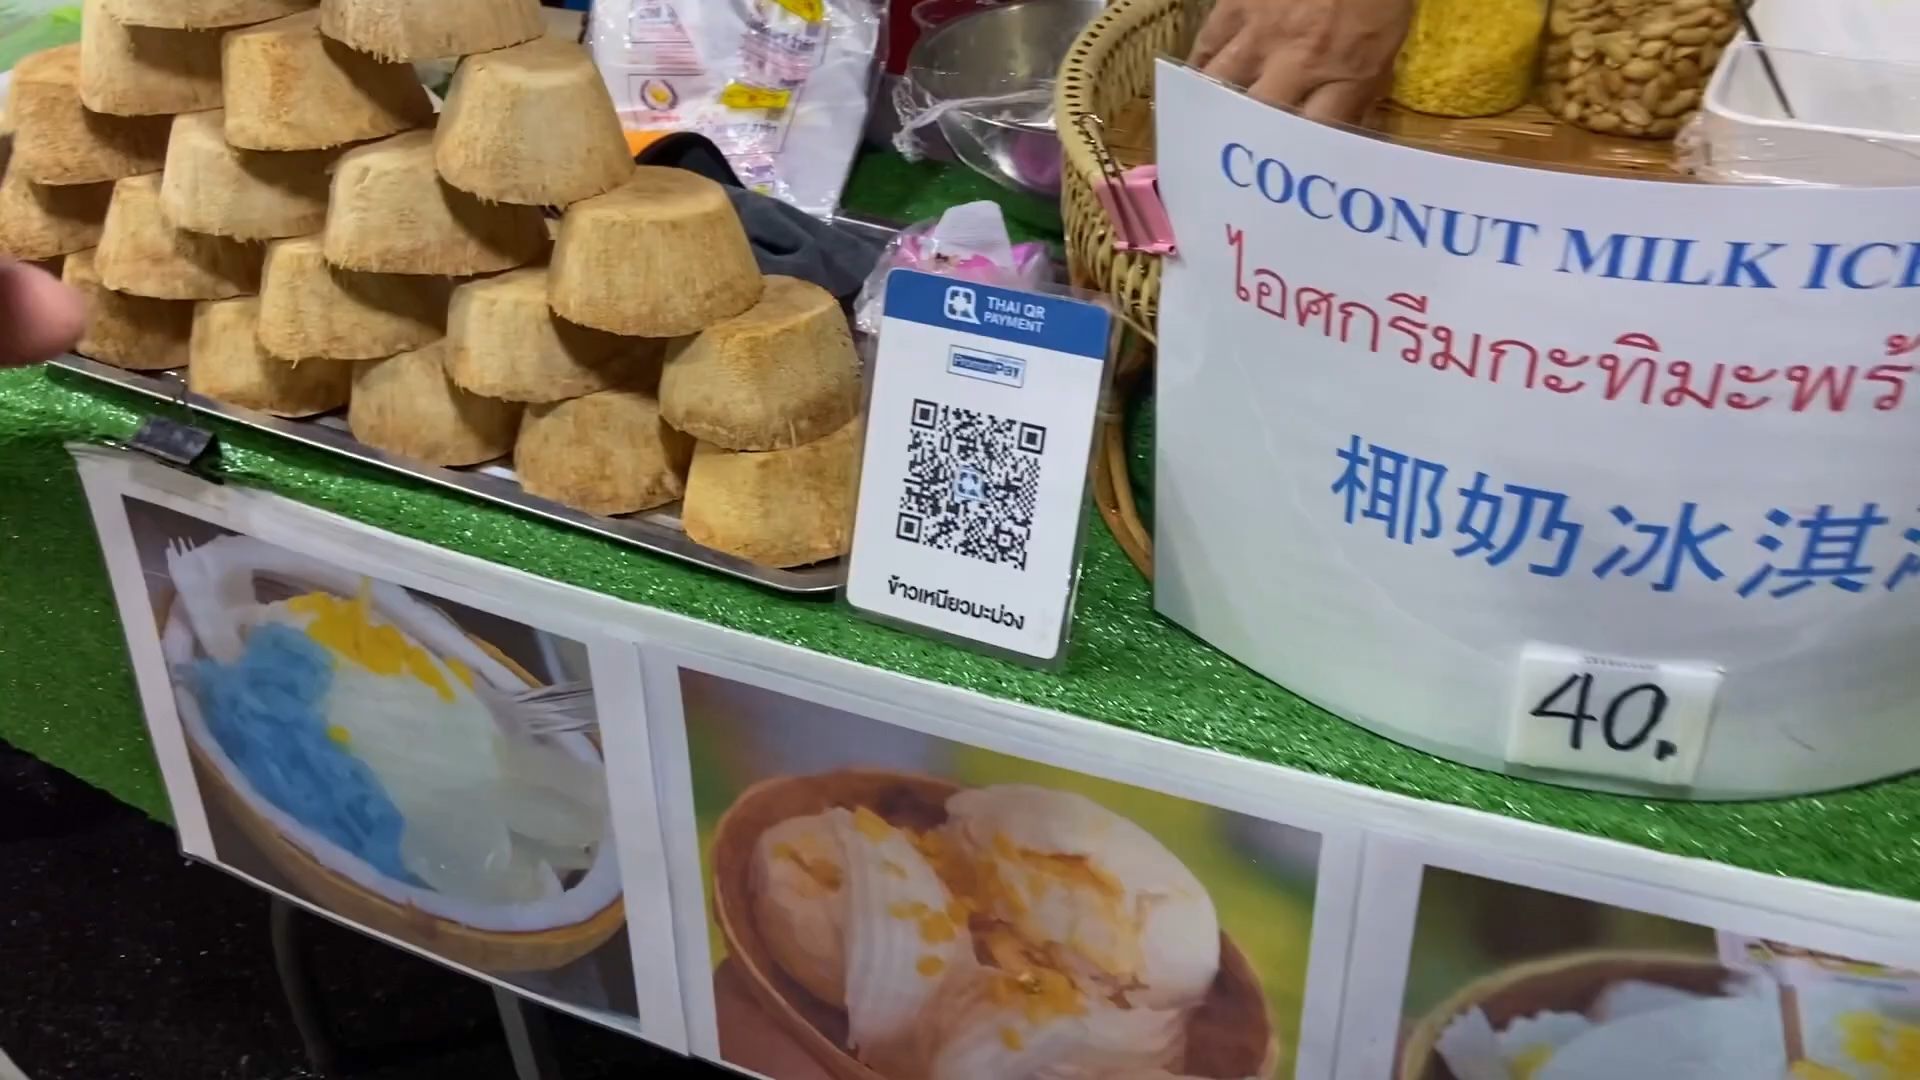 THAI QR
PAYMENT
PromptPay
ข้าวเหนียวมะม่วง
COCONUT MILK ICE
ไอศกรีมกะทิมะพร้
椰奶冰淇
40.